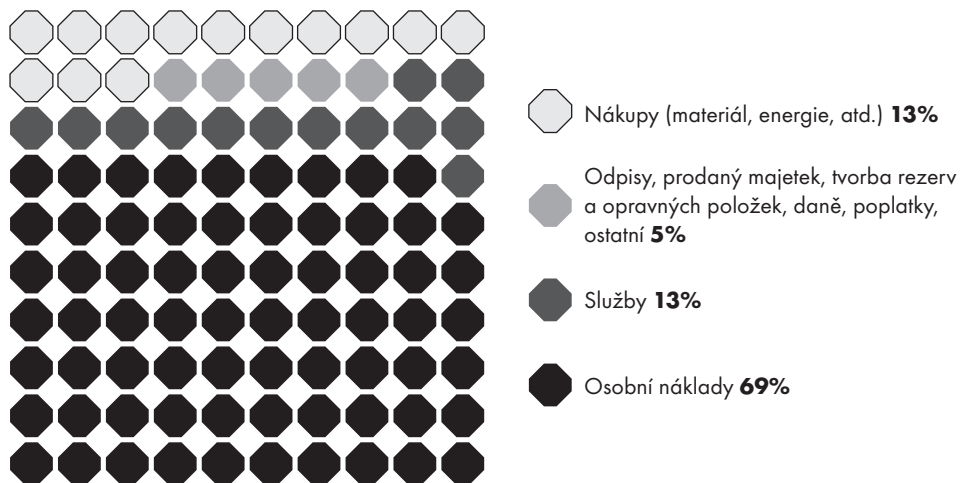 Nákupy (materiál, energie, atd.) 13%
Odpisy, prodaný majetek, tvorba rezerv
a opravných položek, daně, poplatky,
ostatní 5%
Služby 13%
Osobní náklady 69%